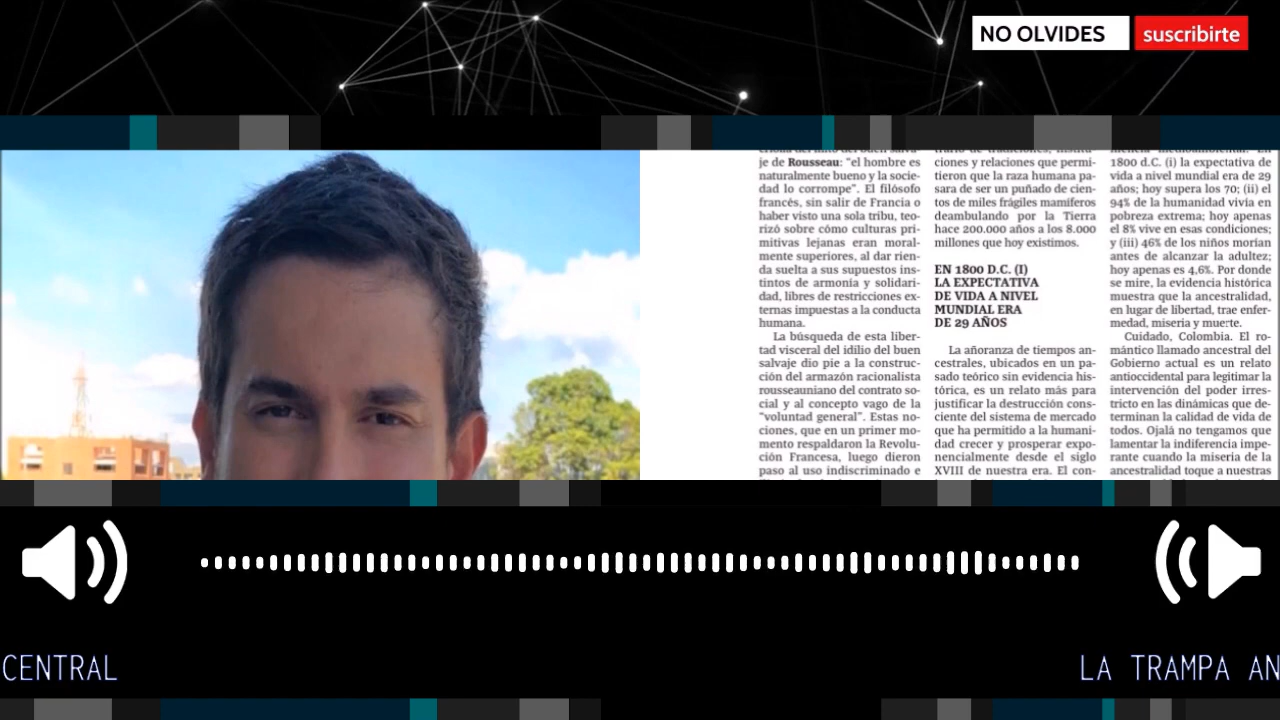 NO OLVIDES
suscribirte
je de Rousseau: "el hombre es
naturalmente bueno y la socie-
dad lo corrompe". El filósofo
francés, sin salir de Francia o
haber visto una sola tribu, teo-
rizó sobre cómo culturas pri-
mitivas lejanas eran moral-
mente superiores, al dar rien-
da suelta a sus supuestos ins-
tintos de armonía y solidari-
dad, libres de restricciones ex-
ternas impuestas a la conducta
humana.
La búsqueda de esta liber-
tad visceral del idilio del buen
salvaje dio pie a la construc-
ción del armazón racionalista
rousseauniano del contrato so-
cial y al concepto vago de la
"voluntad general". Estas no-
ciones, que en un primer mo-
mento respaldaron la Revolu-
ción Francesa, luego dieron
paso al uso indiscriminado e
ciones y relaciones que permi-
tieron que la raza humana pa-
sara de ser un puñado de cien-
tos de miles frágiles mamíferos
deambulando por la Tierra
hace 200.000 años a los 8.000
millones que hoy existimos.
EN 1800 D.C. (I)
LA EXPECTATIVA
DE VIDA A NIVEL
MUNDIAL ERA
DE 29 AÑOS
La añoranza de tiempos an-
cestrales, ubicados en un pa-
sado teórico sin evidencia his-
tórica, es un relato más para
justificar la destrucción cons-
ciente del sistema de mercado
que ha permitido a la humani-
dad crecer y prosperar expo-
nencialmente desde el siglo
XVIII de nuestra era. El con-
1800 d.C. (i) la expectativa de
vida a nivel mundial era de 29
años; hoy supera los 70; (ii) el
94% de la humanidad vivía en
pobreza extrema; hoy apenas
el 8% vive en esas condiciones;
y (iii) 46% de los niños morían
antes de alcanzar la adultez;
hoy apenas es 4,6%. Por donde
se mire, la evidencia histórica
muestra que la ancestralidad,
en lugar de libertad, trae enfer-
medad, miseria y muerte.
Cuidado, Colombia. El ro-
mántico llamado ancestral del
Gobierno actual es un relato
antioccidental para legitimar la
intervención del poder irres-
tricto en las dinámicas que de-
terminan la calidad de vida de
todos. Ojalá no tengamos que
lamentar la indiferencia impe-
rante cuando la miseria de la
ancestralidad toque a nuestras
CENTRAL
LA TRAMPA AN